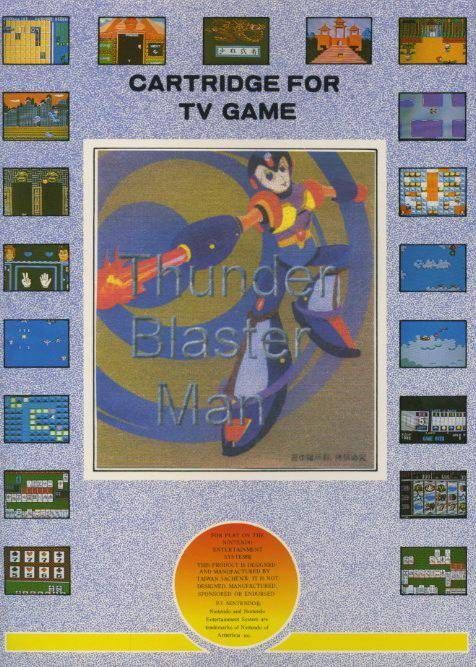 CARTRIDGE FOR
TV GAME
Thunder
Blaster
Man
FOR PLAY ON THE
NINTENDO
ENTERTAINMENT
SYSTEM®
THIS PRODUCT IS DESIGNED
AND MANUFACTURED BY
TAIWAN SACHEN®. IT IS NOT
DESIGNED, MANUFACTURED,
SPONSORED OR ENDORSED
BY NINTENDO®
Nintendo and Nintendo
Entertainment System are
trademarks of Nintendo of
America